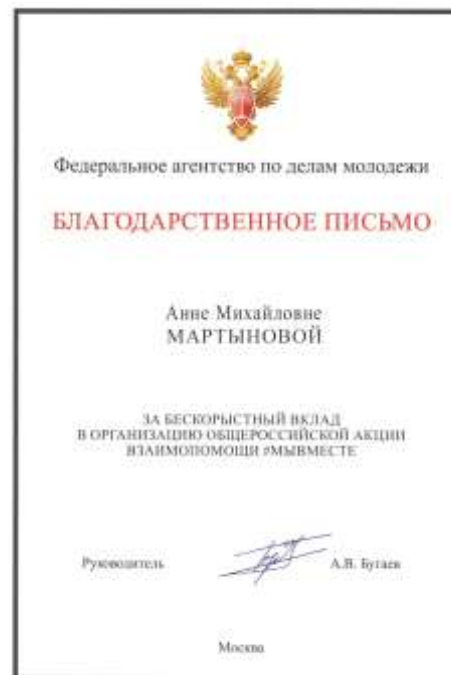 Федеральное агентство по делам молодежи
БЛАГОДАРСТВЕННОЕ ПИСЬМО
Анне Михайловне
МАРТЫНОВОЙ
ЗА БЕСКОРЫСТНЫЙ ВКЛАД
В ОРГАНИЗАЦИЮ ОБЩЕРОССИЙСКОЙ АКЦИИ
ВЗАИМОПОМОЩИ #МЫВМЕСТЕ
Руководитель А.В. Бугаев
Москва